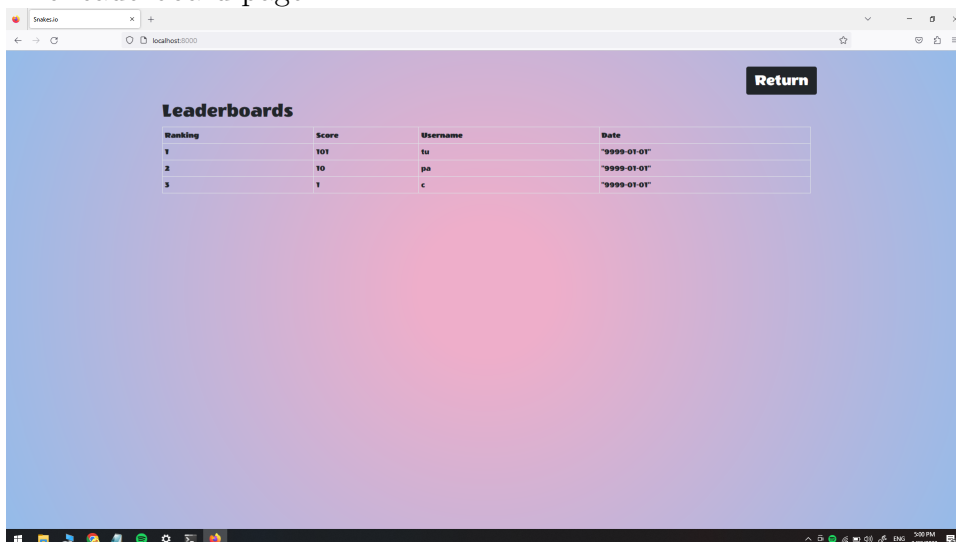 Snakes.io
localhost:8000
Return
Leaderboards
Ranking Score Username Date
1 101 tu "9999-01-01"
2 10 pa "9999-01-01"
3 1 c "9999-01-01"
ENG 5:00 PM